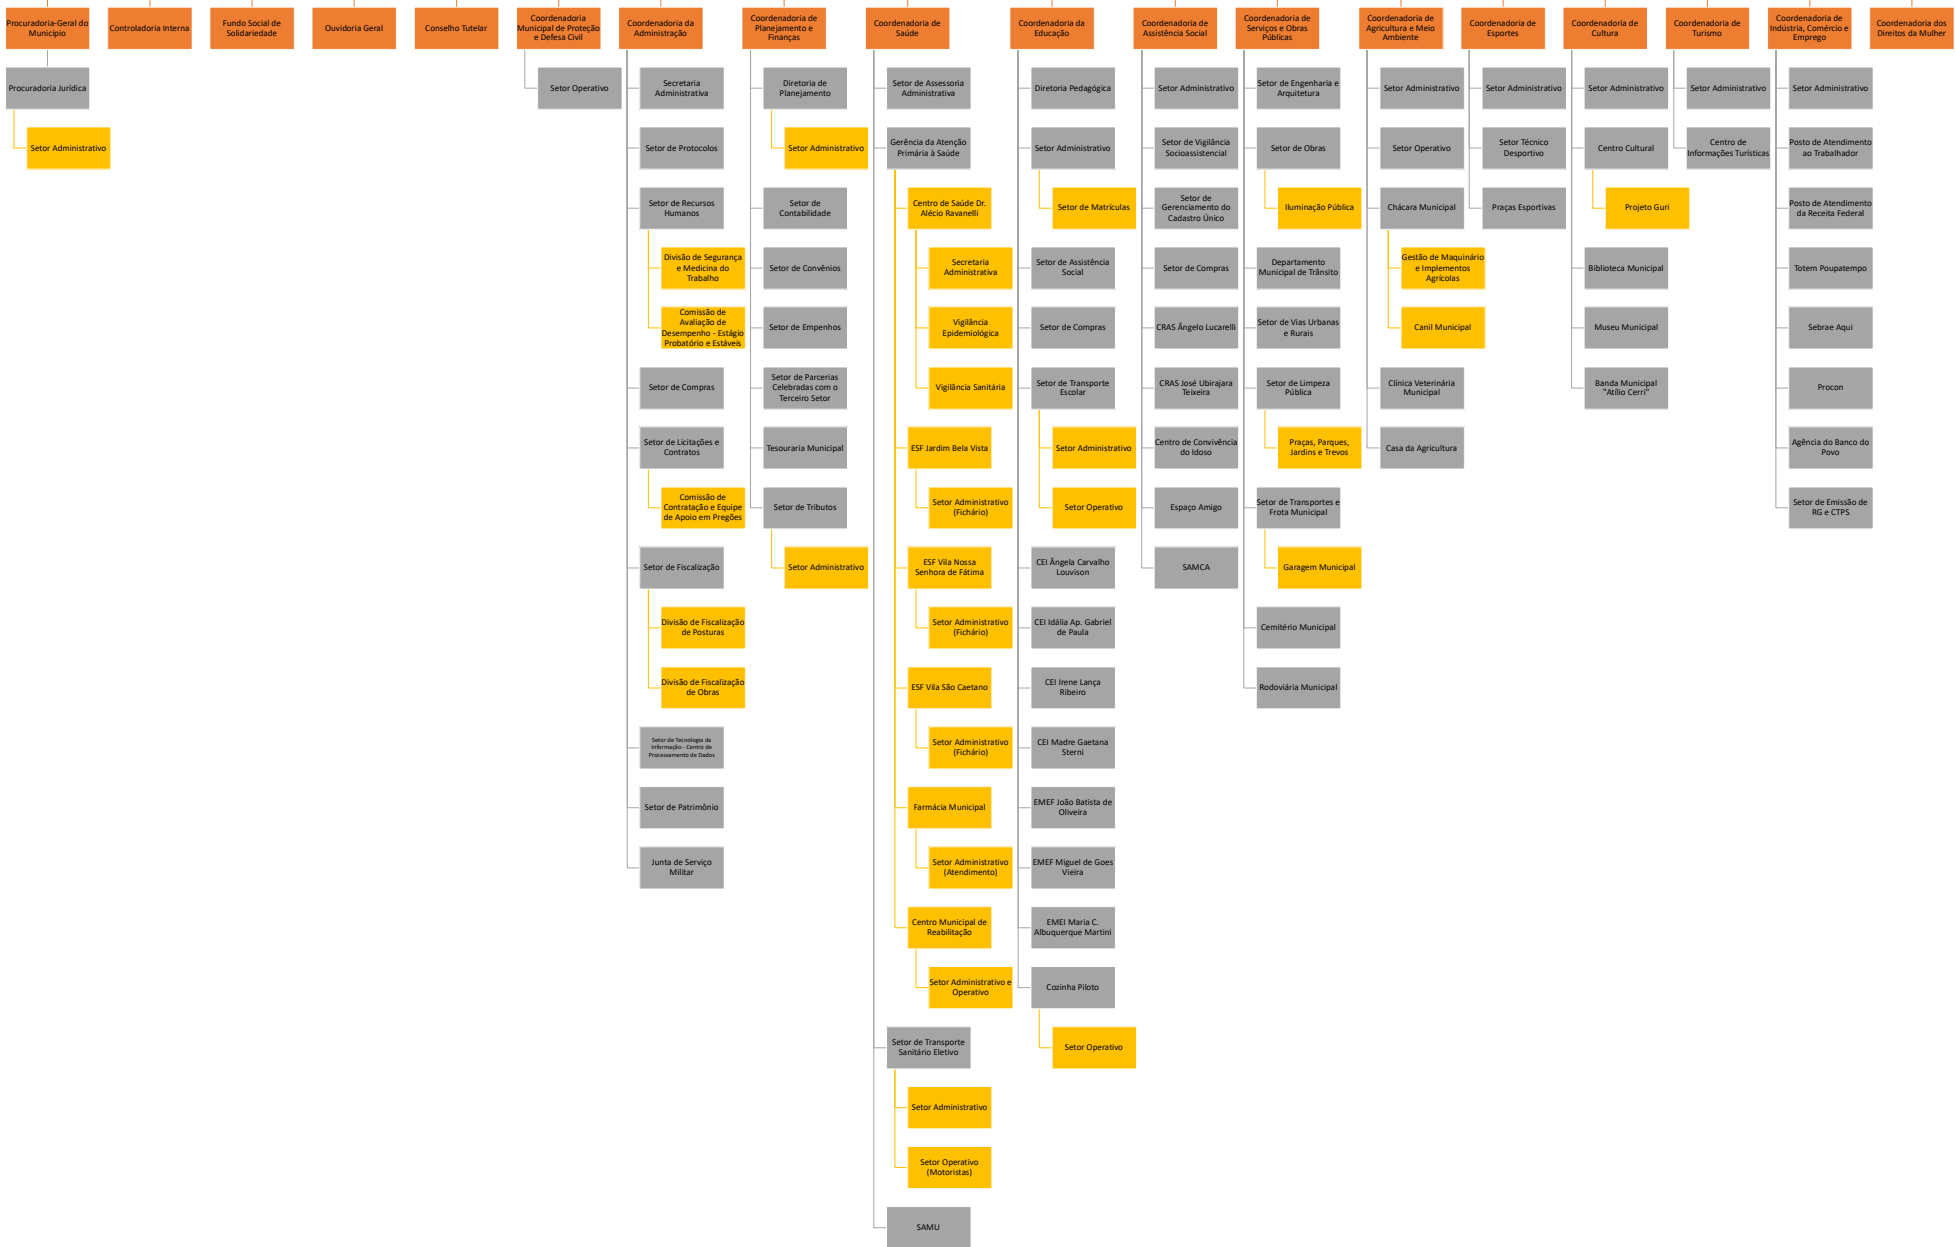 Procuradoria-Geral do
Município
Controladoria Interna
Fundo Social de
Solidariedade
Ouvidoria Geral
Conselho Tutelar
Coordenadoria
Municipal de Proteção
e Defesa Civil
Coordenadoria da
Administração
Coordenadoria de
Planejamento e
Finanças
Coordenadoria de
Saúde
Coordenadoria da
Educação
Coordenadoria de
Assistência Social
Coordenadoria de
Serviços e Obras
Públicas
Coordenadoria de
Agricultura e Meio
Ambiente
Coordenadoria de
Esportes
Coordenadoria de
Cultura
Coordenadoria de
Turismo
Coordenadoria de
Indústria, Comércio e
Emprego
Coordenadoria dos
Direitos da Mulher
Procuradoria Jurídica
Setor Administrativo
Setor Operativo
Secretaria
Administrativa
Setor de Protocolos
Setor de Recursos
Humanos
Divisão de Segurança
e Medicina do
Trabalho
Comissão de
Avaliação de
Desempenho - Estágio
Probatório e Estáveis
Setor de Compras
Setor de Licitações e
Contratos
Comissão de
Contratação e Equipe
de Apoio em Pregões
Setor de Fiscalização
Divisão de Fiscalização
de Posturas
Divisão de Fiscalização
de Obras
Setor de Tecnologia da
Informação - Centro de
Processamento de Dados
Setor de Patrimônio
Junta de Serviço
Militar
Diretoria de
Planejamento
Setor Administrativo
Setor de
Contabilidade
Setor de Convênios
Setor de Empenhos
Setor de Parcerias
Celebradas com o
Terceiro Setor
Tesouraria Municipal
Setor de Tributos
Setor Administrativo
Setor de Assessoria
Administrativa
Gerência da Atenção
Primária à Saúde
Centro de Saúde Dr.
Alécio Ravanelli
Secretaria
Administrativa
Vigilância
Epidemiológica
Vigilância Sanitária
ESF Jardim Bela Vista
Setor Administrativo
(Fichário)
ESF Vila Nossa
Senhora de Fátima
Setor Administrativo
(Fichário)
ESF Vila São Caetano
Setor Administrativo
(Fichário)
Farmácia Municipal
Setor Administrativo
(Atendimento)
Centro Municipal de
Reabilitação
Setor Administrativo e
Operativo
Setor de Transporte
Sanitário Eletivo
Setor Administrativo
Setor Operativo
(Motoristas)
SAMU
Diretoria Pedagógica
Setor Administrativo
Setor de Matrículas
Setor de Assistência
Social
Setor de Compras
Setor de Transporte
Escolar
Setor Administrativo
Setor Operativo
CEI Ângela Carvalho
Louvison
CEI Idália Ap. Gabriel
de Paula
CEI Irene Lança
Ribeiro
CEI Madre Gaetana
Sterni
EMEF João Batista de
Oliveira
EMEF Miguel de Goes
Vieira
EMEI Maria C.
Albuquerque Martini
Cozinha Piloto
Setor Operativo
Setor Administrativo
Setor de Vigilância
Socioassistencial
Setor de
Gerenciamento do
Cadastro Único
Setor de Compras
CRAS Ângelo Lucarelli
CRAS José Ubirajara
Teixeira
Centro de Convivência
do Idoso
Espaço Amigo
SAMCA
Setor de Engenharia e
Arquitetura
Setor de Obras
Iluminação Pública
Departamento
Municipal de Trânsito
Setor de Vias Urbanas
e Rurais
Setor de Limpeza
Pública
Praças, Parques,
Jardins e Trevos
Setor de Transportes e
Frota Municipal
Garagem Municipal
Cemitério Municipal
Rodoviária Municipal
Setor Administrativo
Setor Operativo
Chácara Municipal
Gestão de Maquinário
e Implementos
Agrícolas
Canil Municipal
Clínica Veterinária
Municipal
Casa da Agricultura
Setor Administrativo
Setor Técnico
Desportivo
Praças Esportivas
Setor Administrativo
Centro Cultural
Projeto Guri
Biblioteca Municipal
Museu Municipal
Banda Municipal
"Atílio Cerri"
Setor Administrativo
Centro de
Informações Turísticas
Setor Administrativo
Posto de Atendimento
ao Trabalhador
Posto de Atendimento
da Receita Federal
Totem Poupatempo
Sebrae Aqui
Procon
Agência do Banco do
Povo
Setor de Emissão de
RG e CTPS